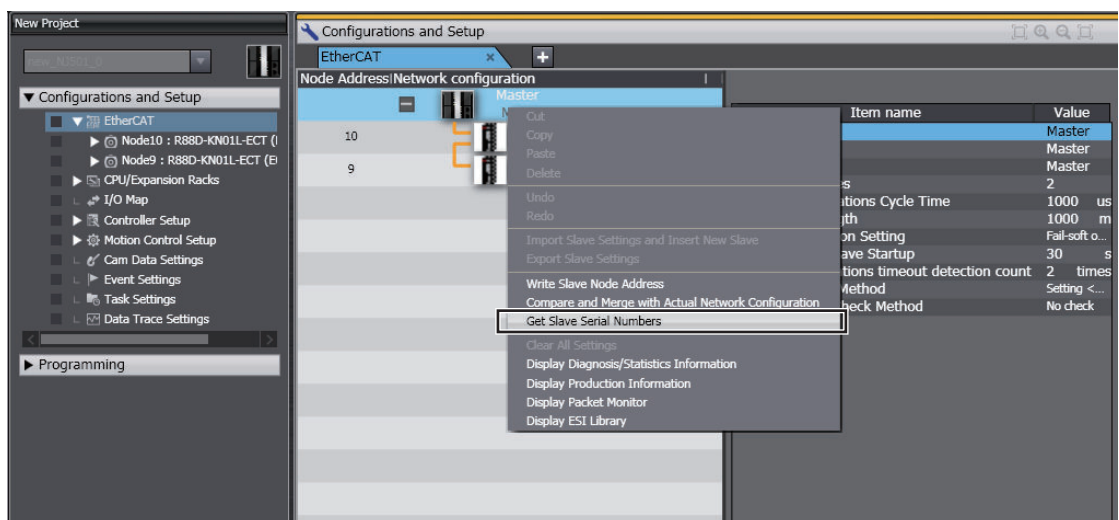 New Project
new_NJ501_0
Configurations and Setup
EtherCAT
Node10 : R88D-KN01L-ECT (
Node9 : R88D-KN01L-ECT (E
CPU/Expansion Racks
I/O Map
Controller Setup
Motion Control Setup
Cam Data Settings
Event Settings
Task Settings
Data Trace Settings
Programming
Configurations and Setup
EtherCAT
Node Address Network configuration
Master
10
9
Cut
Copy
Paste
Delete
Undo
Redo
Import Slave Settings and Insert New Slave
Export Slave Settings
Write Slave Node Address
Compare and Merge with Actual Network Configuration
Get Slave Serial Numbers
Clear All Settings
Display Diagnosis/Statistics Information
Display Production Information
Display Packet Monitor
Display ESI Library
Item name Value
Master
Master
Master
es 2
ations Cycle Time 1000 us
gth 1000 m
on Setting Fail-soft o...
ave Startup 30 s
tions timeout detection count 2 times
Method Setting <...
heck Method No check